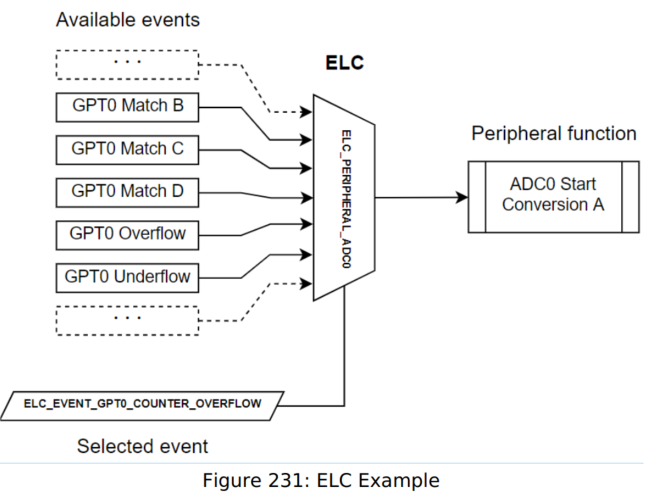 Available events
. . .
ELC
GPT0 Match B
GPT0 Match C
GPT0 Match D
GPT0 Overflow
GPT0 Underflow
. . .
ELC_PERIPHERAL_ADC0
Peripheral function
ADC0 Start
Conversion A
ELC_EVENT_GPT0_COUNTER_OVERFLOW
Selected event
Figure 231: ELC Example